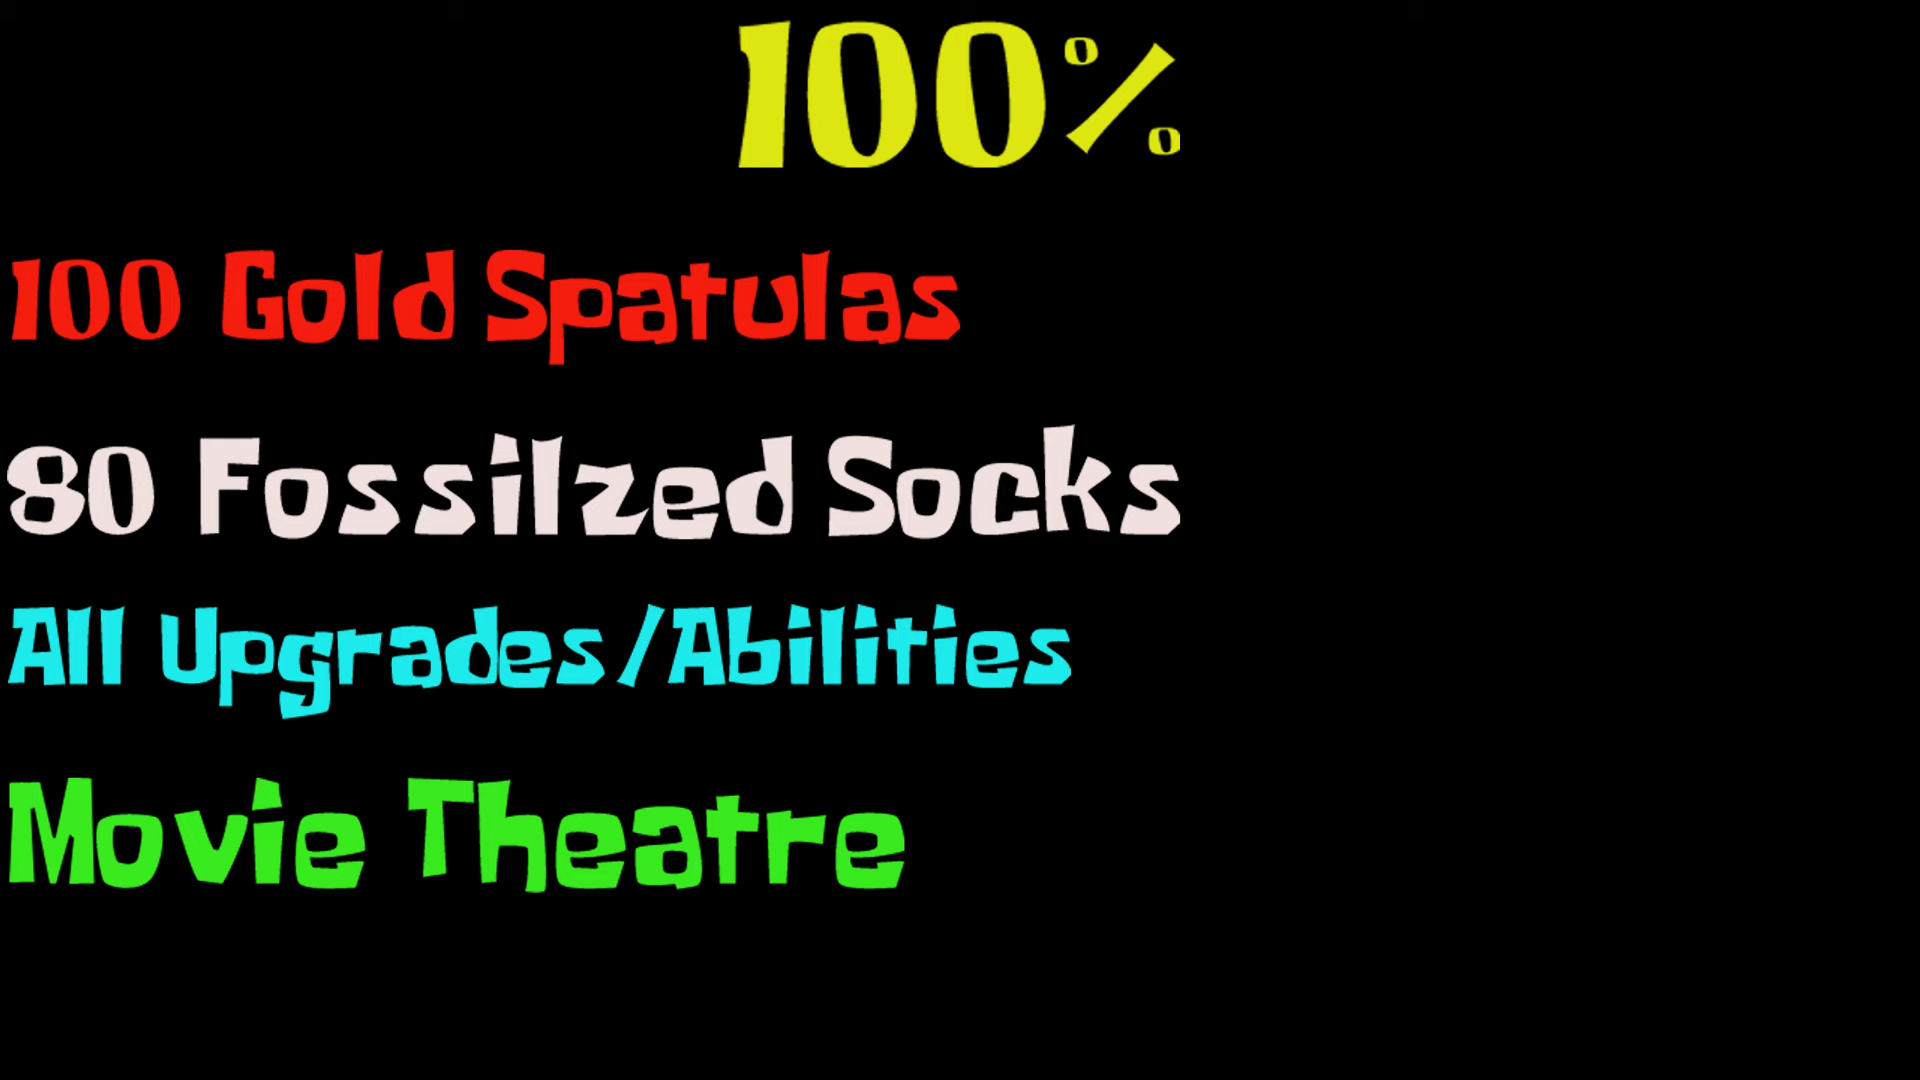 100%
100 Gold Spatulas
80 Fossilzed Socks
All Upgrades/Abilities
Movie Theatre